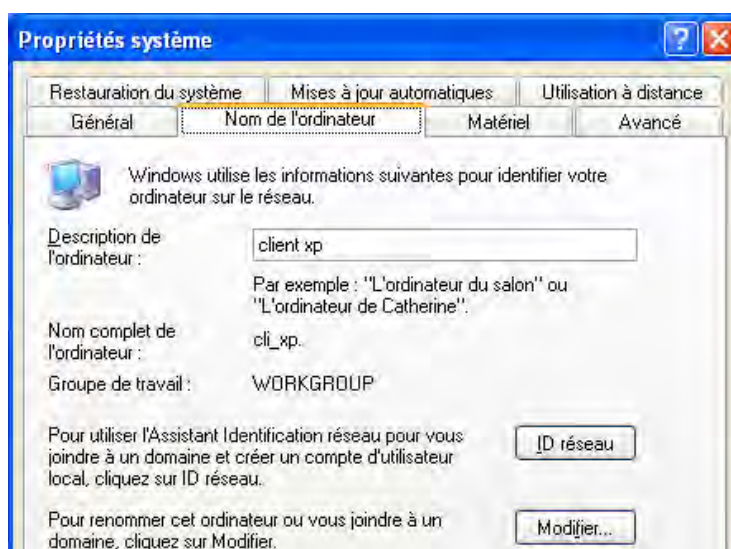 Propriétés système
Restauration du système Mises à jour automatiques Utilisation à distance
Général Nom de l'ordinateur Matériel Avancé
Windows utilise les informations suivantes pour identifier votre
ordinateur sur le réseau.
Description de
l'ordinateur :
client xp
Par exemple : "L'ordinateur du salon" ou
"L'ordinateur de Catherine".
Nom complet de
l'ordinateur :
cli_xp.
Groupe de travail : WORKGROUP
Pour utiliser l'Assistant Identification réseau pour vous
joindre à un domaine et créer un compte d'utilisateur
local, cliquez sur ID réseau.
ID réseau
Pour renommer cet ordinateur ou vous joindre à un
domaine, cliquez sur Modifier.
Modifier...